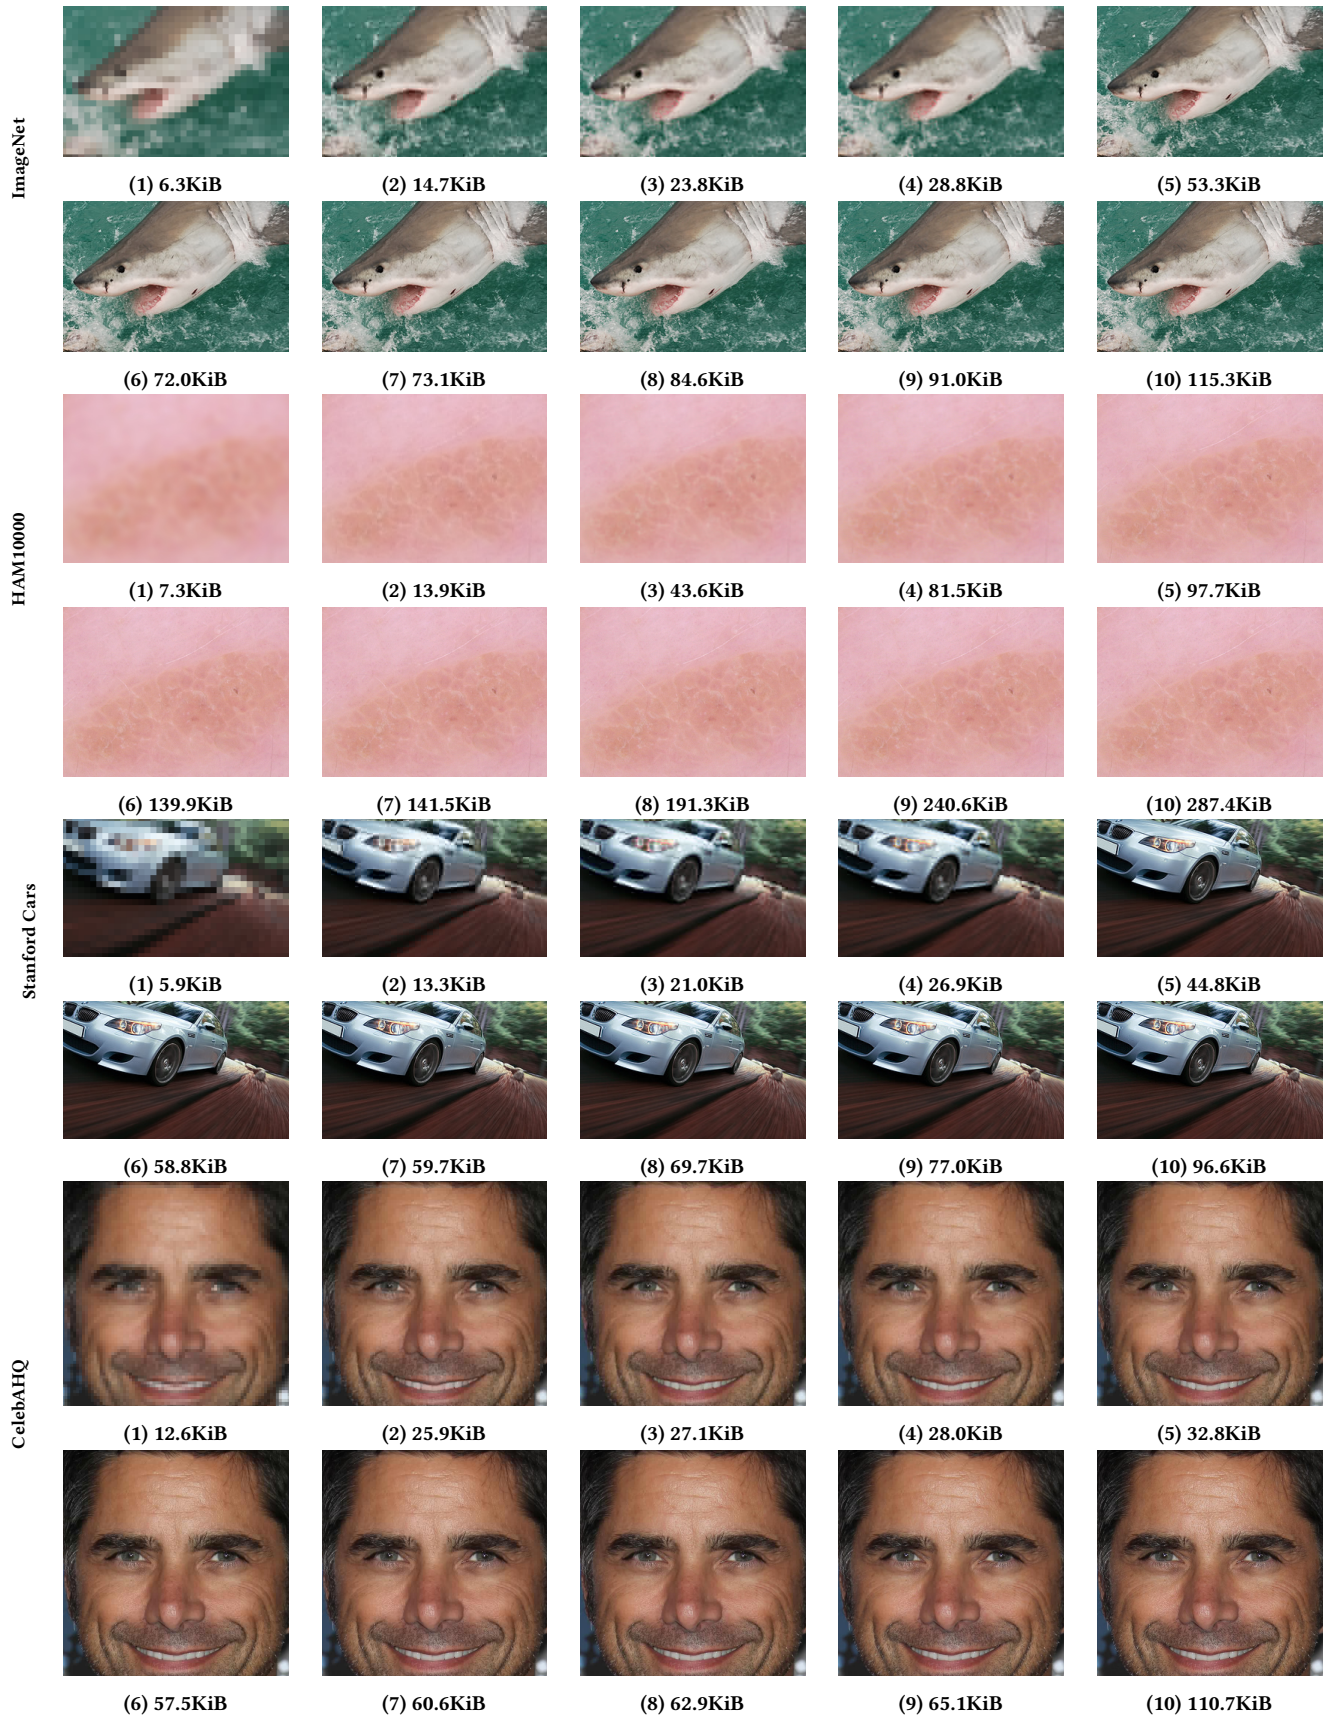 ImageNet
(1) 6.3KiB
(2) 14.7KiB
(3) 23.8KiB
(4) 28.8KiB
(5) 53.3KiB
(6) 72.0KiB
(7) 73.1KiB
(8) 84.6KiB
(9) 91.0KiB
(10) 115.3KiB
HAM10000
(1) 7.3KiB
(2) 13.9KiB
(3) 43.6KiB
(4) 81.5KiB
(5) 97.7KiB
(6) 139.9KiB
(7) 141.5KiB
(8) 191.3KiB
(9) 240.6KiB
(10) 287.4KiB
Stanford Cars
(1) 5.9KiB
(2) 13.3KiB
(3) 21.0KiB
(4) 26.9KiB
(5) 44.8KiB
(6) 58.8KiB
(7) 59.7KiB
(8) 69.7KiB
(9) 77.0KiB
(10) 96.6KiB
CelebAHQ
(1) 12.6KiB
(2) 25.9KiB
(3) 27.1KiB
(4) 28.0KiB
(5) 32.8KiB
(6) 57.5KiB
(7) 60.6KiB
(8) 62.9KiB
(9) 65.1KiB
(10) 110.7KiB